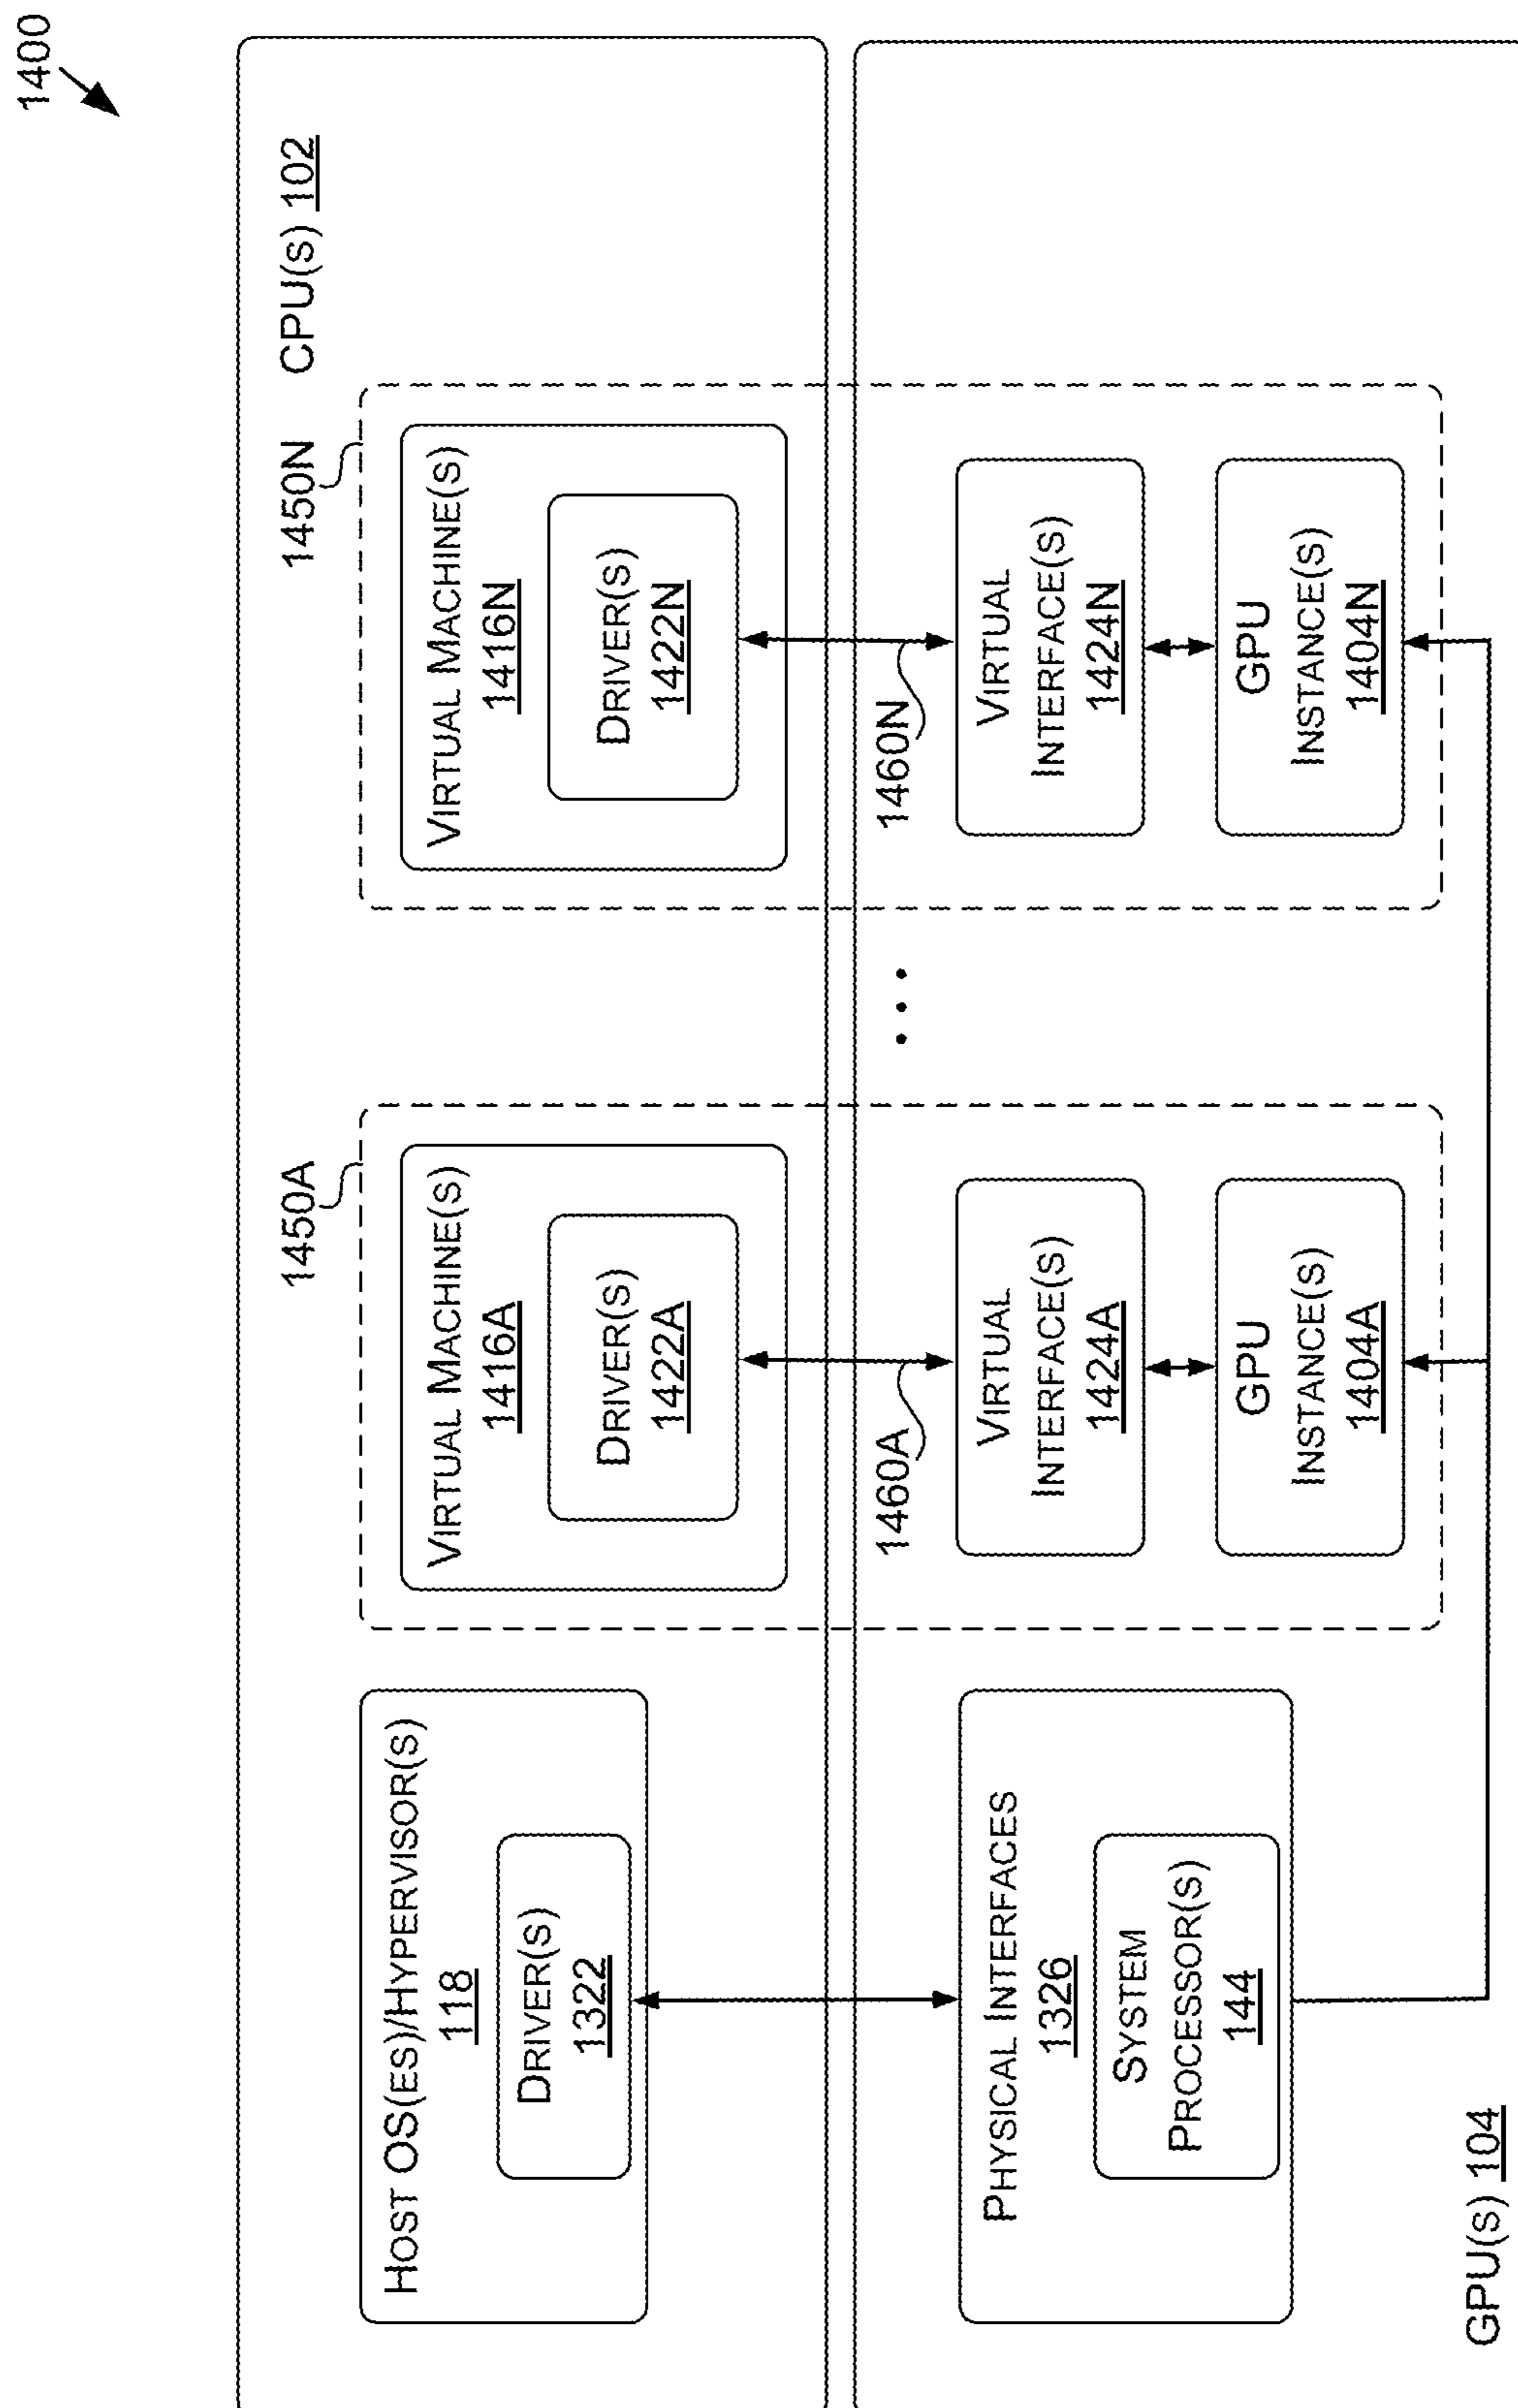 1400
CPU(s) 102
HOST OS(ES)/HYPERVISOR(S)
118
DRIVER(S)
1322
1450A
VIRTUAL MACHINE(S)
1416A
DRIVER(S)
1422A
1450N
VIRTUAL MACHINE(S)
1416N
DRIVER(S)
1422N
PHYSICAL INTERFACES
1326
SYSTEM
PROCESSOR(S)
144
1460A
VIRTUAL
INTERFACE(S)
1424A
GPU
INSTANCE(S)
1404A
...
1460N
VIRTUAL
INTERFACE(S)
1424N
GPU
INSTANCE(S)
1404N
GPU(s) 104